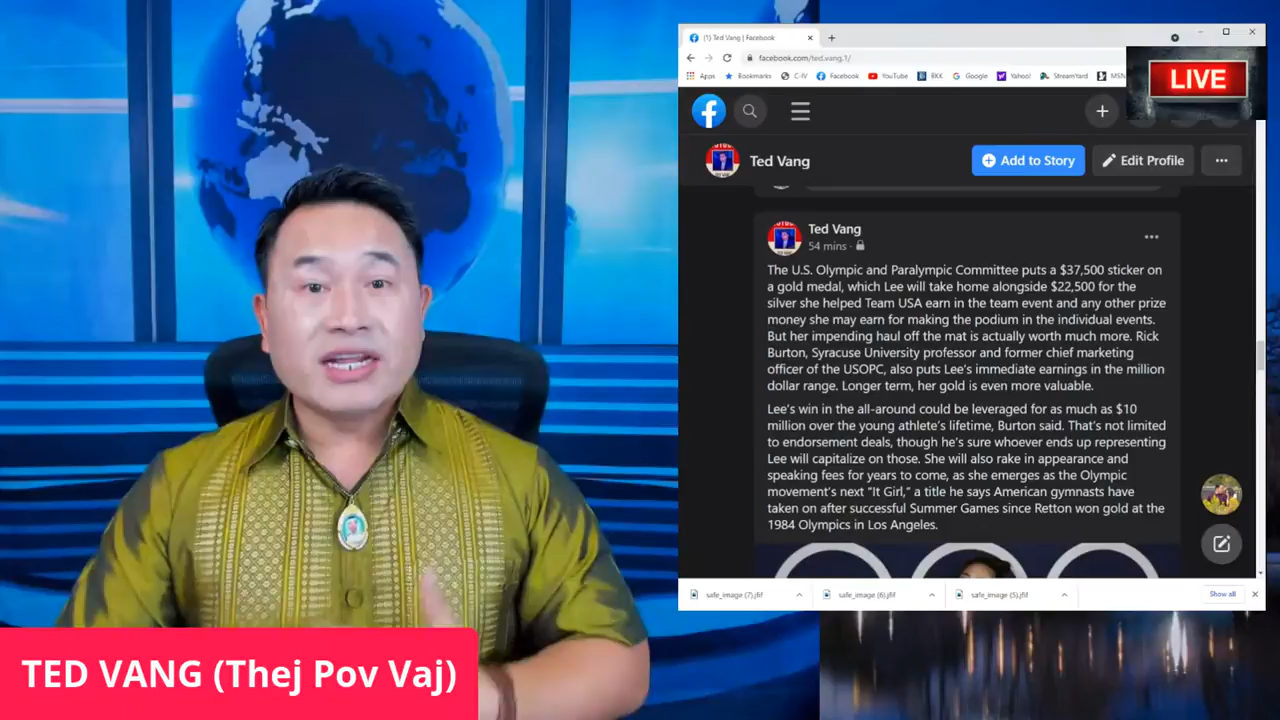 (1) Ted Vang | Facebook
facebook.com/ted.vang.1/
Apps Bookmarks C-IV Facebook YouTube BKK Google Yahoo! StreamYard MSN
LIVE
Ted Vang
Add to Story
Edit Profile
Ted Vang
54 mins ·
The U.S. Olympic and Paralympic Committee puts a $37,500 sticker on
a gold medal, which Lee will take home alongside $22,500 for the
silver she helped Team USA earn in the team event and any other prize
money she may earn for making the podium in the individual events.
But her impending haul off the mat is actually worth much more. Rick
Burton, Syracuse University professor and former chief marketing
officer of the USOPC, also puts Lee's immediate earnings in the million
dollar range. Longer term, her gold is even more valuable.
Lee's win in the all-around could be leveraged for as much as $10
million over the young athlete's lifetime, Burton said. That's not limited
to endorsement deals, though he's sure whoever ends up representing
Lee will capitalize on those. She will also rake in appearance and
speaking fees for years to come, as she emerges as the Olympic
movement's next "It Girl," a title he says American gymnasts have
taken on after successful Summer Games since Retton won gold at the
1984 Olympics in Los Angeles.
safe_image (7).jfif
safe_image (6).jfif
safe_image (5).jfif
Show all
TED VANG (Thej Pov Vaj)